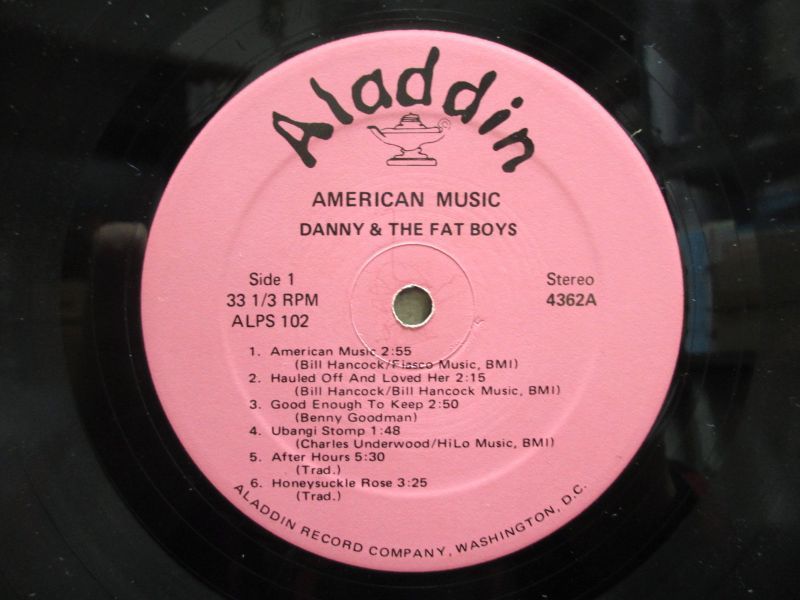 Aladdin
©
AMERICAN MUSIC
DANNY & THE FAT BOYS
Side 1
33 1/3 RPM
ALPS 102
Stereo
4362A
1. American Music 2:55
(Bill Hancock/Fiasco Music, BMI)
2. Hauled Off And Loved Her 2:15
(Bill Hancock/Bill Hancock Music, BMI)
3. Good Enough To Keep 2:50
(Benny Goodman)
4. Ubangi Stomp 1:48
(Charles Underwood/HiLo Music, BMI)
5. After Hours 5:30
(Trad.)
6. Honeysuckle Rose 3:25
(Trad.)
ALADDIN RECORD COMPANY, WASHINGTON, D.C.